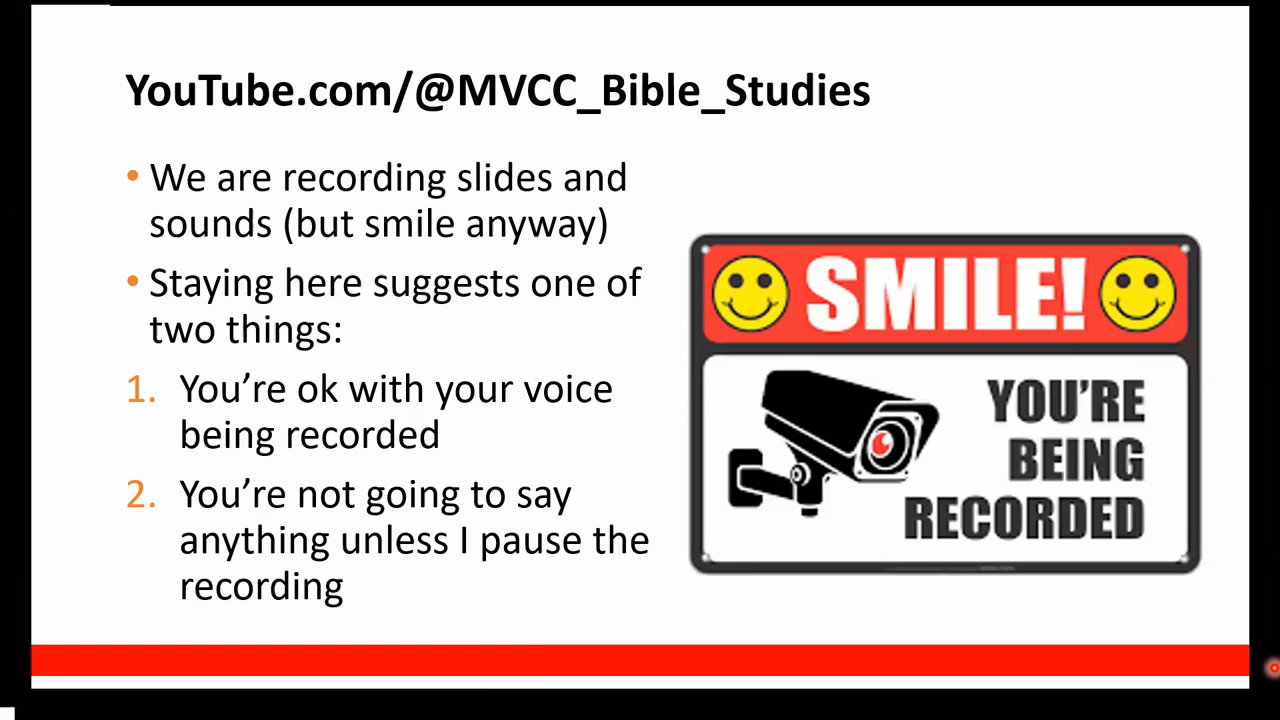 YouTube.com/@MVCC_Bible_Studies
• We are recording slides and
sounds (but smile anyway)
• Staying here suggests one of
two things:
1. You’re ok with your voice
being recorded
2. You’re not going to say
anything unless I pause the
recording
SMILE!
YOU'RE
BEING
RECORDED